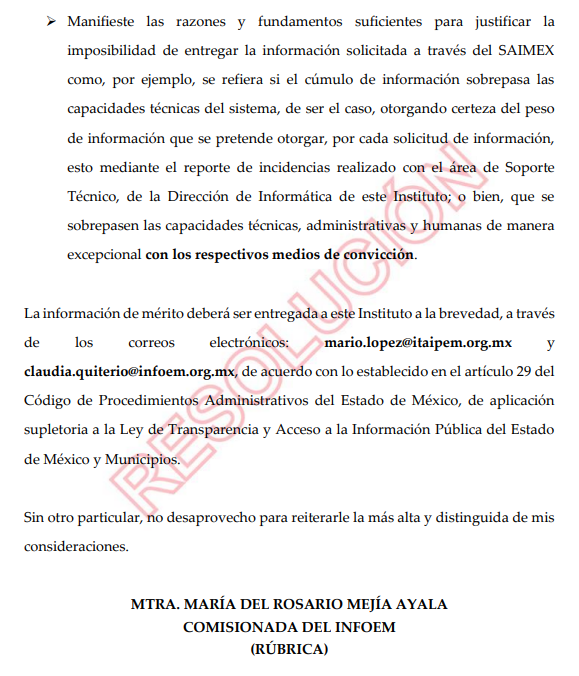 ➢ Manifieste las razones y fundamentos suficientes para justificar la
imposibilidad de entregar la información solicitada a través del SAIMEX
como, por ejemplo, se refiera si el cúmulo de información sobrepasa las
capacidades técnicas del sistema, de ser el caso, otorgando certeza del peso
de información que se pretende otorgar, por cada solicitud de información,
esto mediante el reporte de incidencias realizado con el área de Soporte
Técnico, de la Dirección de Informática de este Instituto; o bien, que se
sobrepasen las capacidades técnicas, administrativas y humanas de manera
excepcional con los respectivos medios de convicción.
La información de mérito deberá ser entregada a este Instituto a la brevedad, a través
de los correos electrónicos: mario.lopez@itaipem.org.mx y
claudia.quiterio@infoem.org.mx, de acuerdo con lo establecido en el artículo 29 del
Código de Procedimientos Administrativos del Estado de México, de aplicación
supletoria a la Ley de Transparencia y Acceso a la Información Pública del Estado
de México y Municipios.
Sin otro particular, no desaprovecho para reiterarle la más alta y distinguida de mis
consideraciones.
MTRA. MARÍA DEL ROSARIO MEJÍA AYALA
COMISIONADA DEL INFOEM
(RÚBRICA)
RESOLUCIÓN